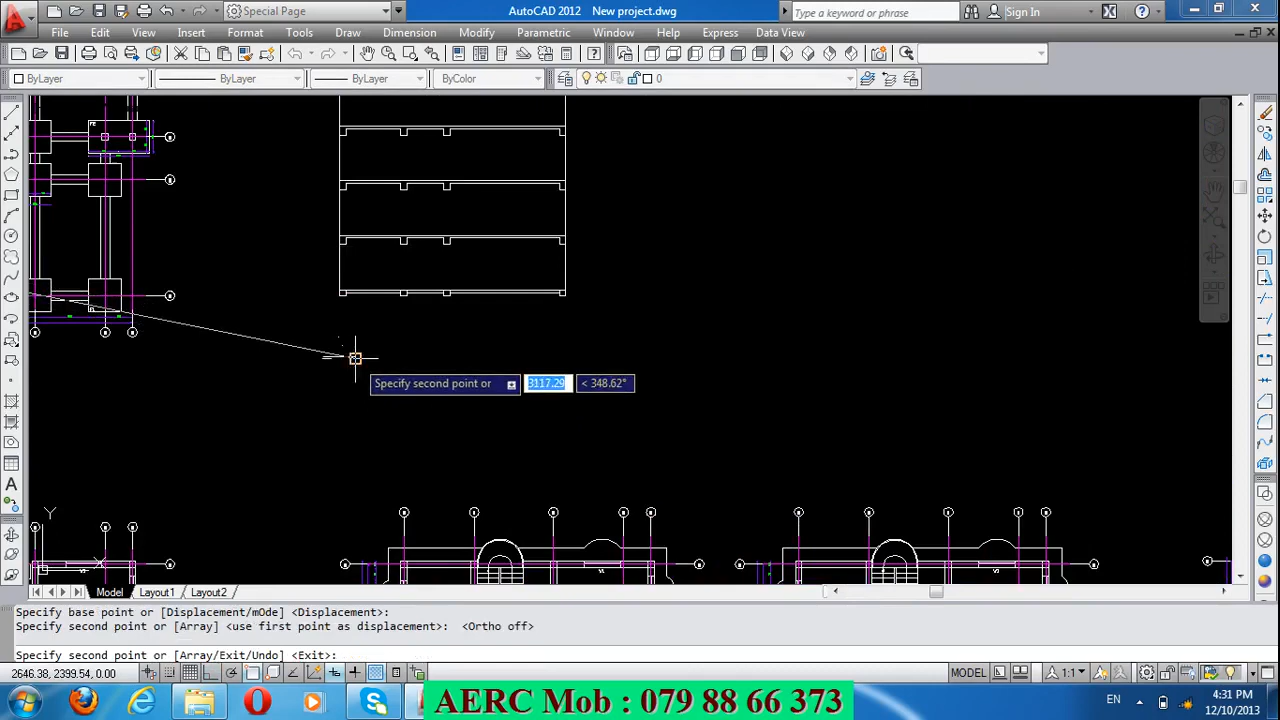 Special Page
AutoCAD 2012 New project.dwg
Type a keyword or phrase
Sign In
File Edit View Insert Format Tools Draw Dimension Modify Parametric Window Help Express Data View
ByLayer
ByLayer
ByLayer
ByColor
0
Specify second point or 3117.29 < 348.62°
Y
X
Model Layout1 Layout2
Specify base point or [Displacement/mOde] <Displacement>:
Specify second point or [Array] <use first point as displacement>: <Ortho off>
Specify second point or [Array/Exit/Undo] <Exit>:
2646.38, 2399.54, 0.00
MODEL
1:1
AERC Mob : 079 88 66 373
EN
4:31 PM
12/10/2013